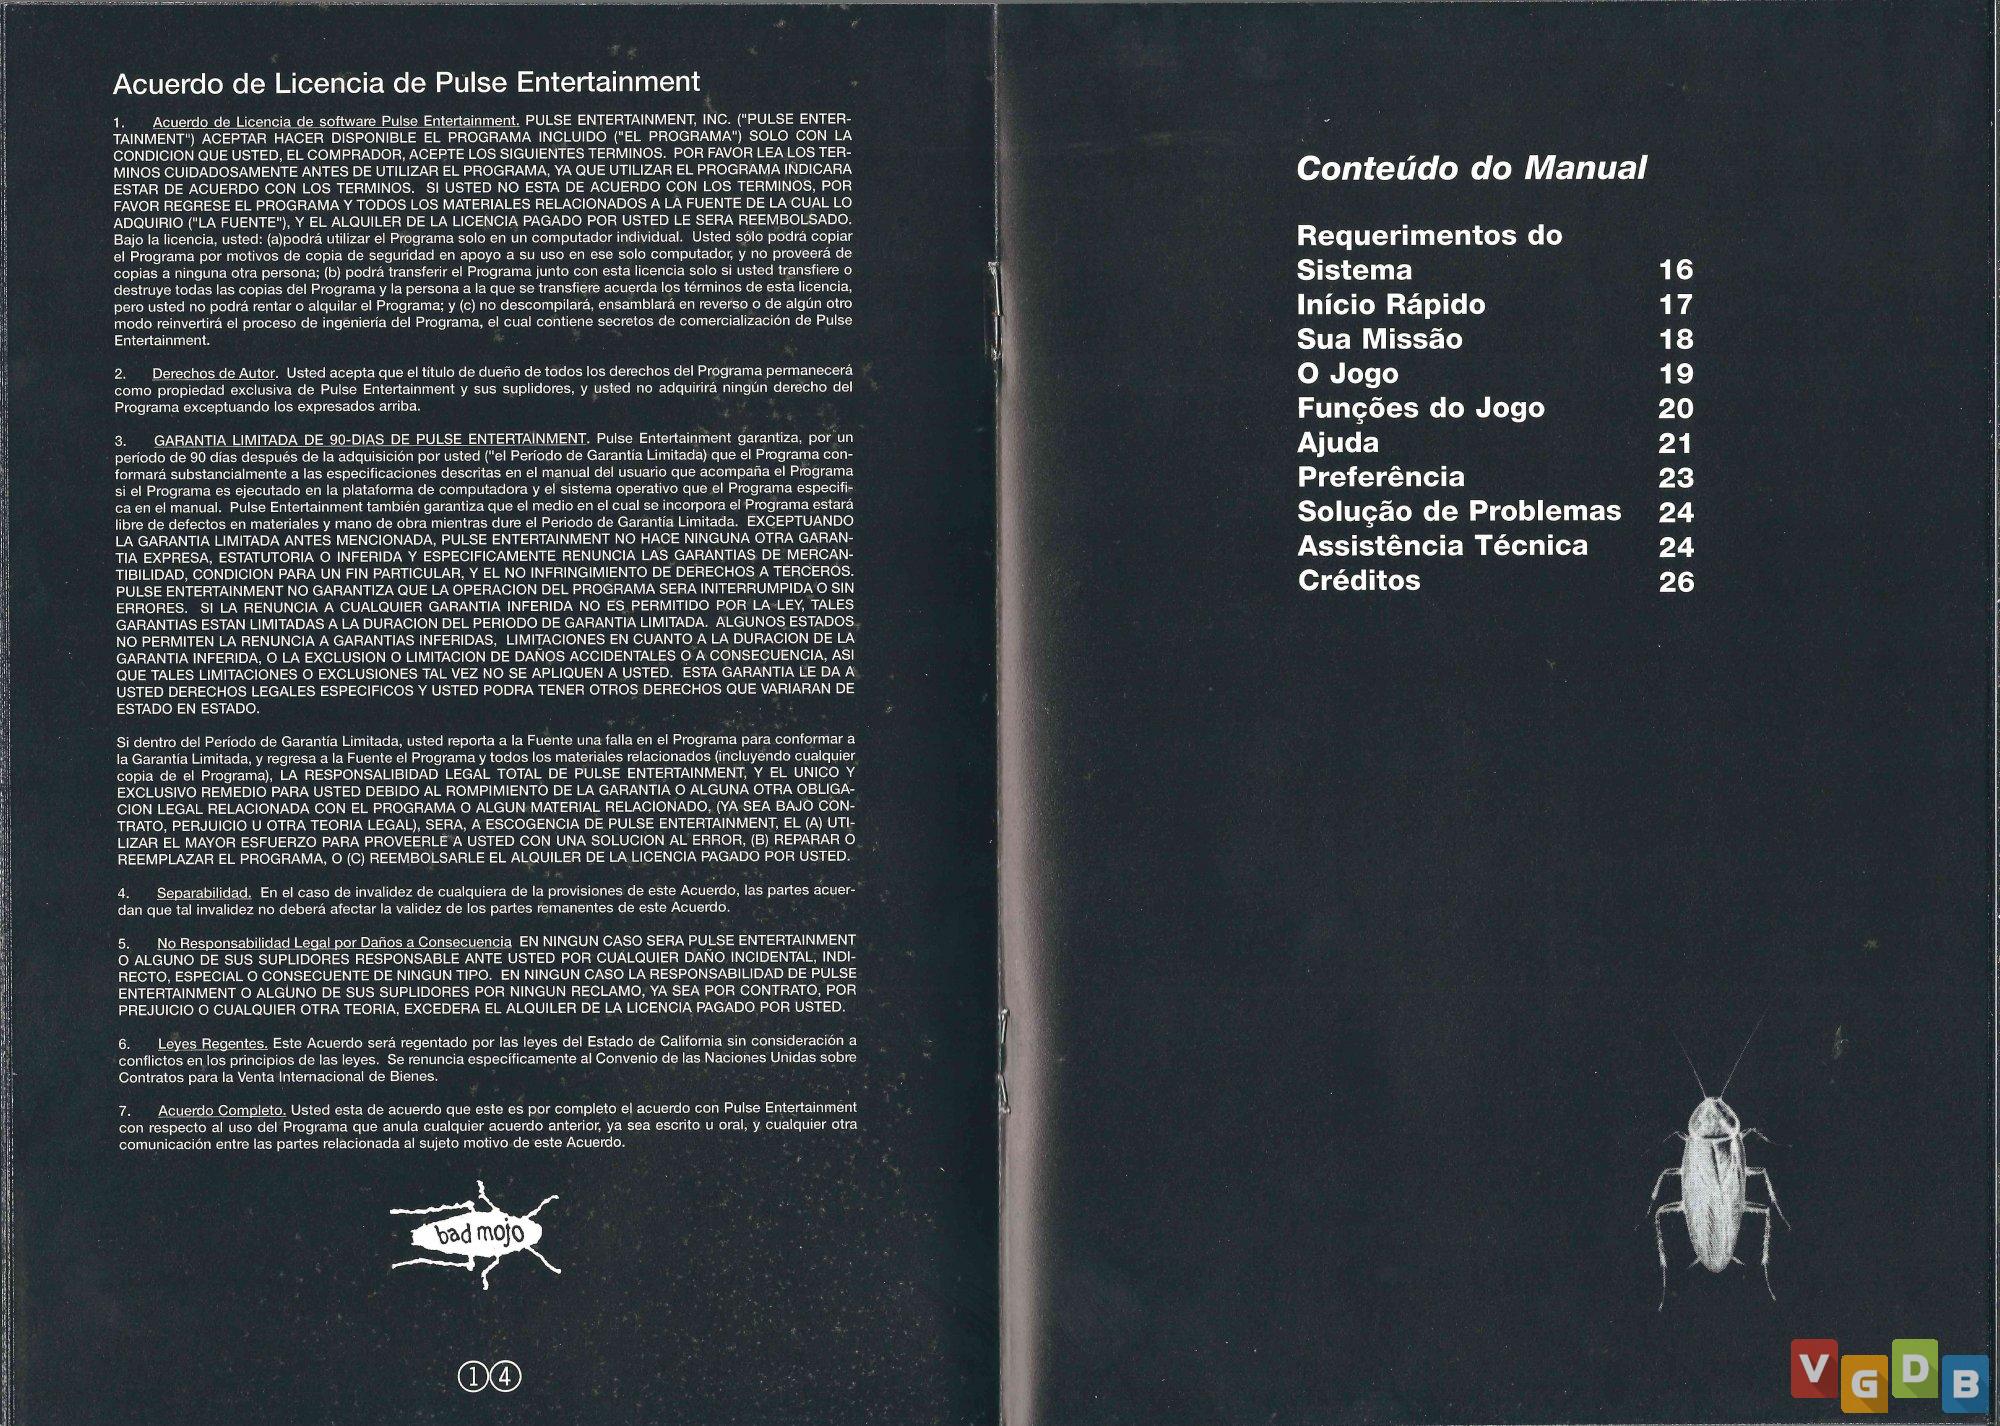 Acuerdo de Licencia de Pulse Entertainment
1. Acuerdo de Licencia de software Pulse Entertainment. PULSE ENTERTAINMENT, INC. ("PULSE ENTER-
TAINMENT") ACEPTAR HACER DISPONIBLE EL PROGRAMA INCLUIDO ("EL PROGRAMA") SOLO CON LA
CONDICION QUE USTED, EL COMPRADOR, ACEPTE LOS SIGUIENTES TERMINOS. POR FAVOR LEA LOS TER-
MINOS CUIDADOSAMENTE ANTES DE UTILIZAR EL PROGRAMA, YA QUE UTILIZAR EL PROGRAMA INDICARA
ESTAR DE ACUERDO CON LOS TERMINOS. SI USTED NO ESTA DE ACUERDO CON LOS TERMINOS, POR
FAVOR REGRESE EL PROGRAMA Y TODOS LOS MATERIALES RELACIONADOS A LA FUENTE DE LA CUAL LO
ADQUIRIO ("LA FUENTE"), Y EL ALQUILER DE LA LICENCIA PAGADO POR USTED LE SERA REEMBOLSADO.
Bajo la licencia, usted: (a)podrá utilizar el Programa solo en un computador individual. Usted sólo podrá copiar
el Programa por motivos de copia de seguridad en apoyo a su uso en ese solo computador, y no proveerá de
copias a ninguna otra persona; (b) podrá transferir el Programa junto con esta licencia solo si usted transfiere o
destruye todas las copias del Programa y la persona a la que se transfiere acuerda los términos de esta licencia,
pero usted no podrá rentar o alquilar el Programa; y (c) no descompilará, ensamblará en reverso o de algún otro
modo reinvertirá el proceso de ingeniería del Programa, el cual contiene secretos de comercialización de Pulse
Entertainment.
2. Derechos de Autor. Usted acepta que el título de dueño de todos los derechos del Programa permanecerá
como propiedad exclusiva de Pulse Entertainment y sus suplidores, y usted no adquirirá ningún derecho del
Programa exceptuando los expresados arriba.
3. GARANTIA LIMITADA DE 90-DIAS DE PULSE ENTERTAINMENT. Pulse Entertainment garantiza, por un
período de 90 días después de la adquisición por usted ("el Período de Garantía Limitada) que el Programa con-
formará substancialmente a las especificaciones descritas en el manual del usuario que acompaña el Programa
si el Programa es ejecutado en la plataforma de computadora y el sistema operativo que el Programa especifi-
ca en el manual. Pulse Entertainment también garantiza que el medio en el cual se incorpora el Programa estará
libre de defectos en materiales y mano de obra mientras dure el Periodo de Garantía Limitada. EXCEPTUANDO
LA GARANTIA LIMITADA ANTES MENCIONADA, PULSE ENTERTAINMENT NO HACE NINGUNA OTRA GARAN-
TIA EXPRESA, ESTATUTORIA O INFERIDA Y ESPECIFICAMENTE RENUNCIA LAS GARANTIAS DE MERCAN-
TIBILIDAD, CONDICION PARA UN FIN PARTICULAR, Y EL NO INFRINGIMIENTO DE DERECHOS A TERCEROS.
PULSE ENTERTAINMENT NO GARANTIZA QUE LA OPERACION DEL PROGRAMA SERA INITERRUMPIDA O SIN
ERRORES. SI LA RENUNCIA A CUALQUIER GARANTIA INFERIDA NO ES PERMITIDO POR LA LEY, TALES
GARANTIAS ESTAN LIMITADAS A LA DURACION DEL PERIODO DE GARANTIA LIMITADA. ALGUNOS ESTADOS
NO PERMITEN LA RENUNCIA A GARANTIAS INFERIDAS, LIMITACIONES EN CUANTO A LA DURACION DE LA
GARANTIA INFERIDA, O LA EXCLUSION O LIMITACION DE DAÑOS ACCIDENTALES O A CONSECUENCIA, ASI
QUE TALES LIMITACIONES O EXCLUSIONES TAL VEZ NO SE APLIQUEN A USTED. ESTA GARANTIA LE DA A
USTED DERECHOS LEGALES ESPECIFICOS Y USTED PODRA TENER OTROS DERECHOS QUE VARIARAN DE
ESTADO EN ESTADO.
Si dentro del Período de Garantía Limitada, usted reporta a la Fuente una falla en el Programa para conformar a
la Garantía Limitada, y regresa a la Fuente el Programa y todos los materiales relacionados (incluyendo cualquier
copia de el Programa), LA RESPONSALIBIDAD LEGAL TOTAL DE PULSE ENTERTAINMENT, Y EL UNICO Y
EXCLUSIVO REMEDIO PARA USTED DEBIDO AL ROMPIMIENTO DE LA GARANTIA O ALGUNA OTRA OBLIGA-
CION LEGAL RELACIONADA CON EL PROGRAMA O ALGUN MATERIAL RELACIONADO, (YA SEA BAJO CON-
TRATO, PERJUICIO U OTRA TEORIA LEGAL), SERA, A ESCOGENCIA DE PULSE ENTERTAINMENT, EL (A) UTI-
LIZAR EL MAYOR ESFUERZO PARA PROVEERLE A USTED CON UNA SOLUCION AL ERROR, (B) REPARAR O
REEMPLAZAR EL PROGRAMA, O (C) REEMBOLSARLE EL ALQUILER DE LA LICENCIA PAGADO POR USTED.
4. Separabilidad. En el caso de invalidez de cualquiera de la provisiones de este Acuerdo, las partes acuer-
dan que tal invalidez no deberá afectar la validez de los partes remanentes de este Acuerdo.
5. No Responsabilidad Legal por Daños a Consecuencia EN NINGUN CASO SERA PULSE ENTERTAINMENT
O ALGUNO DE SUS SUPLIDORES RESPONSABLE ANTE USTED POR CUALQUIER DAÑO INCIDENTAL, INDI-
RECTO, ESPECIAL O CONSECUENTE DE NINGUN TIPO. EN NINGUN CASO LA RESPONSABILIDAD DE PULSE
ENTERTAINMENT O ALGUNO DE SUS SUPLIDORES POR NINGUN RECLAMO, YA SEA POR CONTRATO, POR
PREJUICIO O CUALQUIER OTRA TEORIA, EXCEDERA EL ALQUILER DE LA LICENCIA PAGADO POR USTED.
6. Leyes Regentes. Este Acuerdo será regentado por las leyes del Estado de California sin consideración a
conflictos en los principios de las leyes. Se renuncia específicamente al Convenio de las Naciones Unidas sobre
Contratos para la Venta Internacional de Bienes.
7. Acuerdo Completo. Usted esta de acuerdo que este es por completo el acuerdo con Pulse Entertainment
con respecto al uso del Programa que anula cualquier acuerdo anterior, ya sea escrito u oral, y cualquier otra
comunicación entre las partes relacionada al sujeto motivo de este Acuerdo.
bad mojo
14
Conteúdo do Manual
Requerimentos do
Sistema 16
Início Rápido 17
Sua Missão 18
O Jogo 19
Funções do Jogo 20
Ajuda 21
Preferência 23
Solução de Problemas 24
Assistência Técnica 24
Créditos 26
VGDB